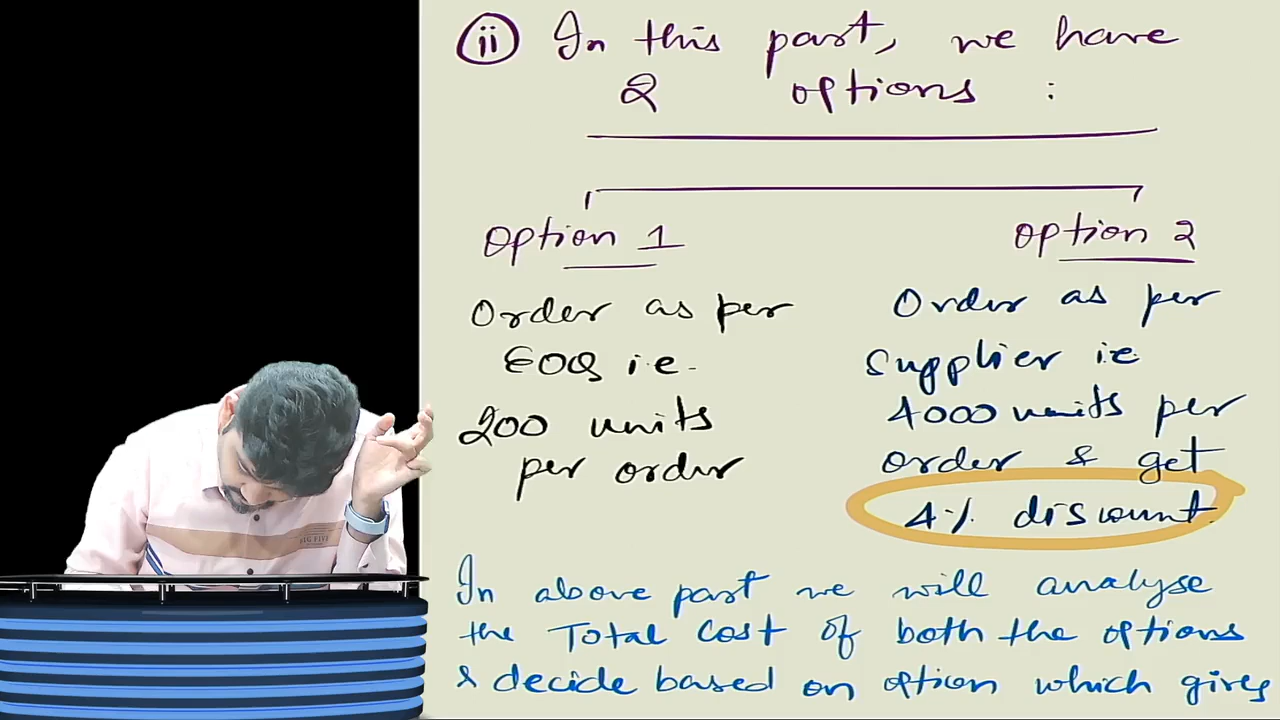 ii In this part, we have
2 options :
Option 1
Order as per
EOQ i.e.
200 units
per order
Option 2
Order as per
Supplier i.e
4000 units per
order & get
4% discount.
In above part we will analyse
the Total Cost of both the options
& decide based on option which gives